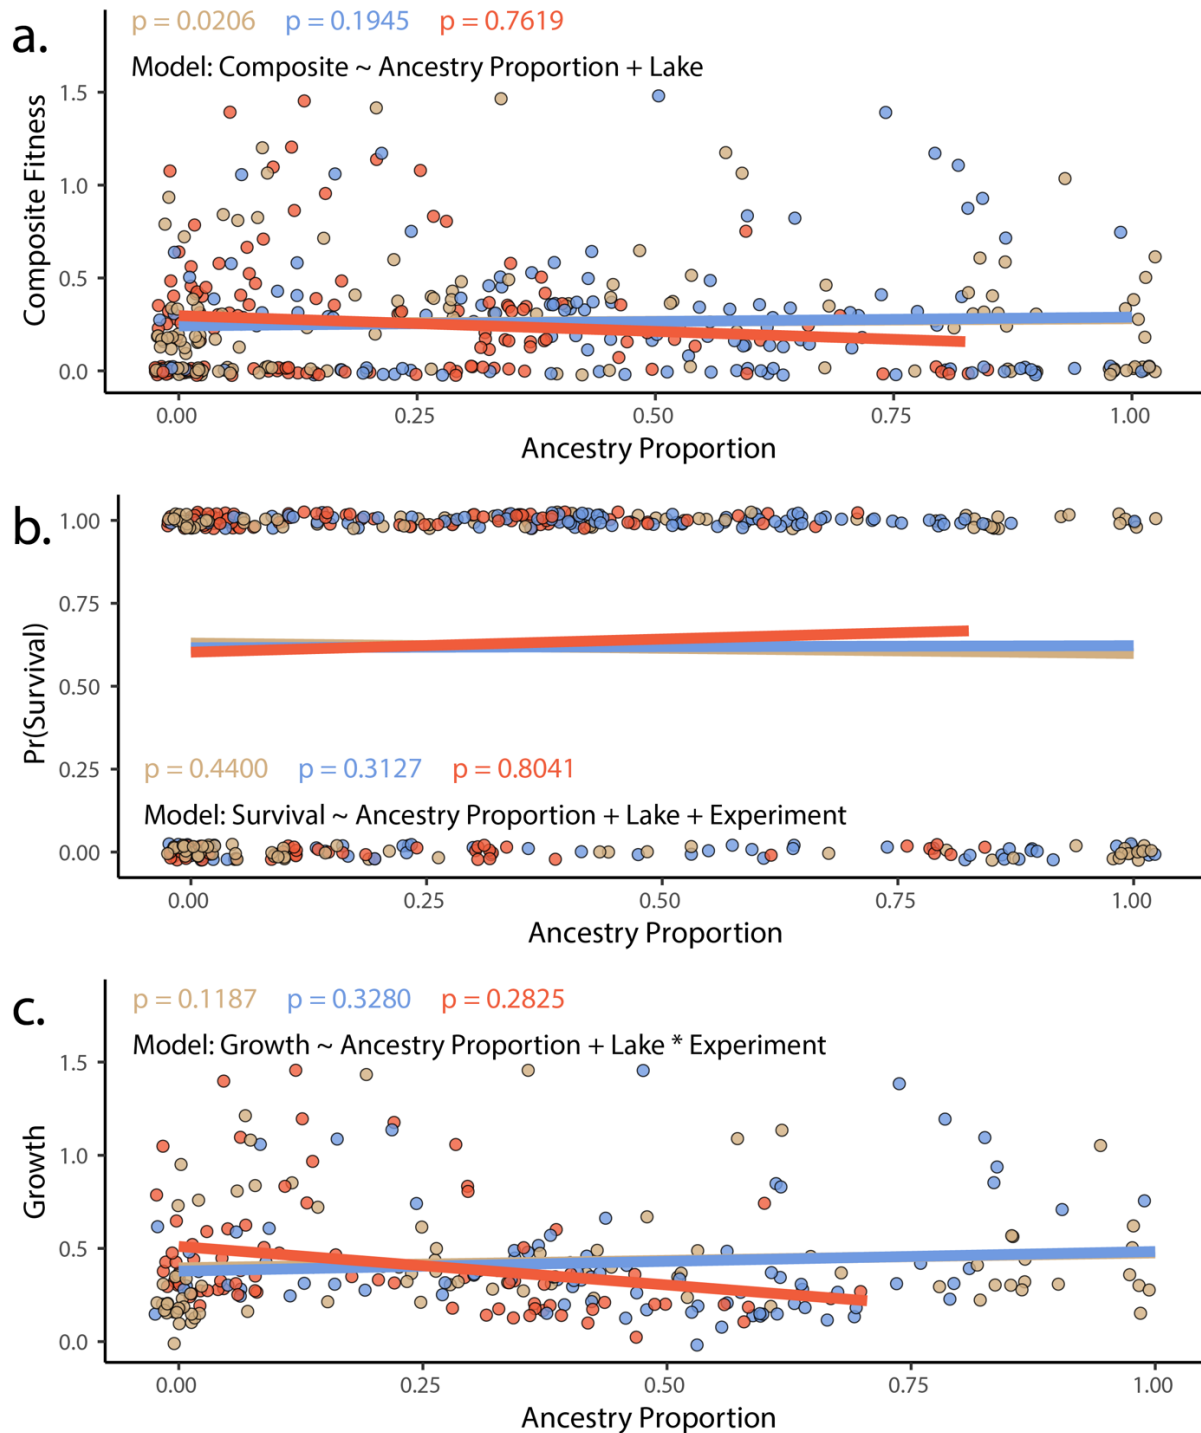 a.
p = 0.0206 p = 0.1945 p = 0.7619
Model: Composite ~ Ancestry Proportion + Lake
Composite Fitness
1.5
1.0
0.5
0.0
0.00 0.25 0.50 0.75 1.00
Ancestry Proportion
b.
1.00
0.75
0.50
0.25
0.00
Pr(Survival)
p = 0.4400 p = 0.3127 p = 0.8041
Model: Survival ~ Ancestry Proportion + Lake + Experiment
0.00 0.25 0.50 0.75 1.00
Ancestry Proportion
c.
p = 0.1187 p = 0.3280 p = 0.2825
Model: Growth ~ Ancestry Proportion + Lake * Experiment
Growth
1.5
1.0
0.5
0.0
0.00 0.25 0.50 0.75 1.00
Ancestry Proportion